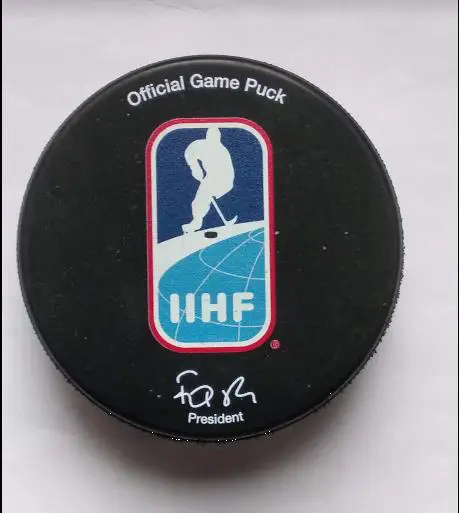 Official Game Puck
IIHF
President